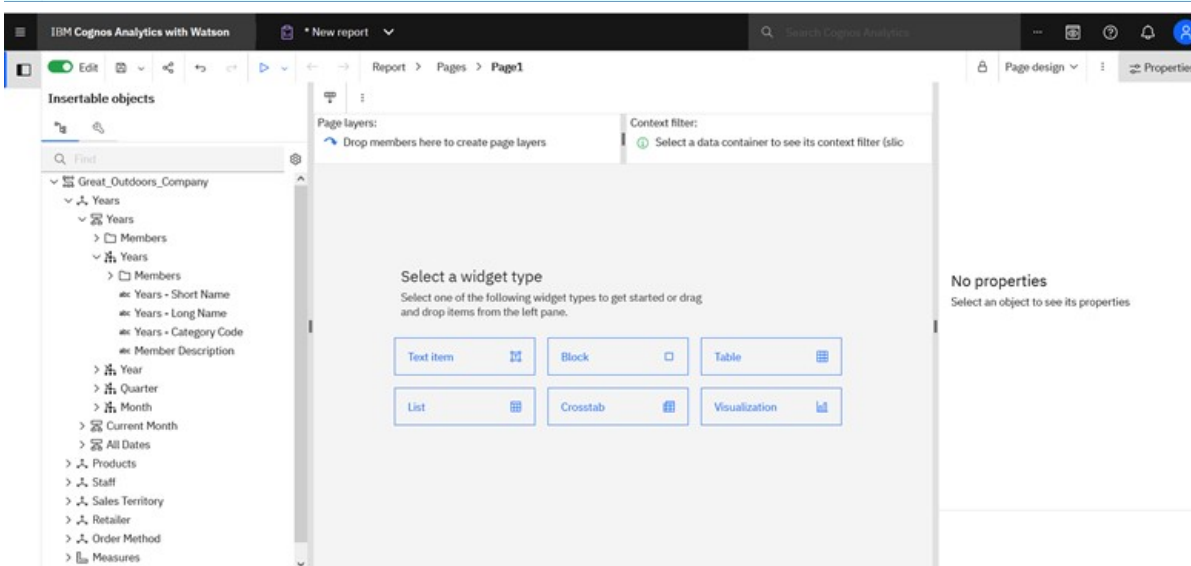 IBM Cognos Analytics with Watson
* New report
Search Cognos Analytics
Edit
Report > Pages > Page1
Page design
Properties
Insertable objects
Find
Great_Outdoors_Company
Years
Years
Members
Years
Members
abc Years - Short Name
abc Years - Long Name
abc Years - Category Code
abc Member Description
Year
Quarter
Month
Current Month
All Dates
Products
Staff
Sales Territory
Retailer
Order Method
Measures
Page layers:
Drop members here to create page layers
Context filter:
Select a data container to see its context filter (slic
Select a widget type
Select one of the following widget types to get started or drag
and drop items from the left pane.
Text item
Block
Table
List
Crosstab
Visualization
No properties
Select an object to see its properties